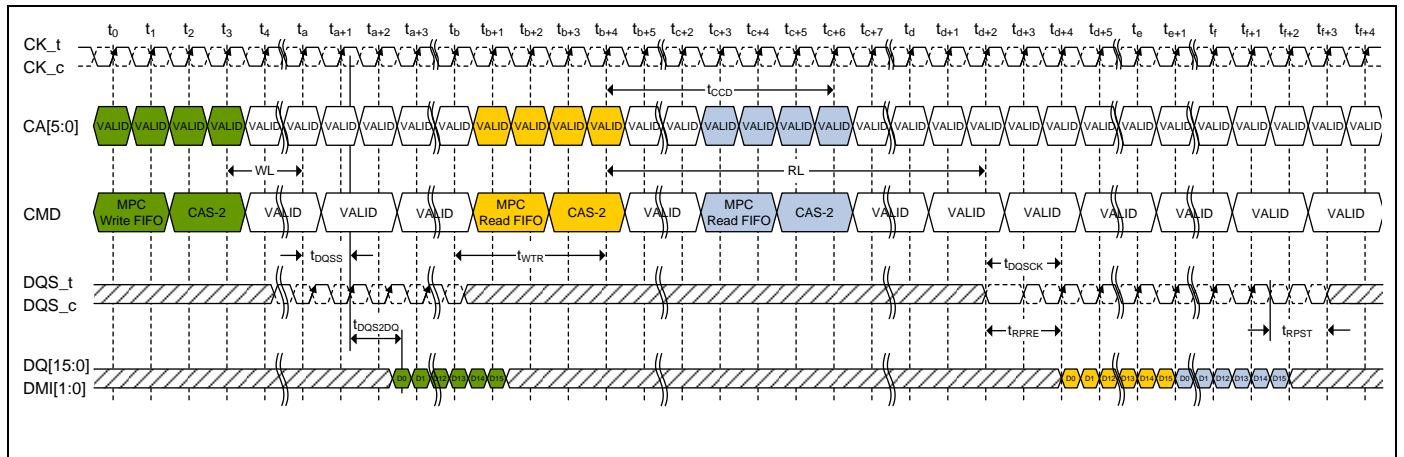 t0 t1 t2 t3 t4 ta ta+1 ta+2 ta+3 tb tb+1 tb+2 tb+3 tb+4 tb+5 tc+2 tc+3 tc+4 tc+5 tc+6 tc+7 td td+1 td+2 td+3 td+4 td+5 te te+1 tf tf+1 tf+2 tf+3 tf+4
CK_t
CK_c
tCCD
CA[5:0] VALID VALID VALID VALID VALID VALID VALID VALID VALID VALID VALID VALID VALID VALID VALID VALID VALID VALID VALID VALID VALID VALID VALID VALID VALID VALID VALID VALID VALID VALID VALID VALID VALID VALID
WL RL
CMD MPC Write FIFO CAS-2 VALID VALID VALID MPC Read FIFO CAS-2 VALID MPC Read FIFO CAS-2 VALID VALID VALID VALID VALID VALID VALID
tDQSS tWTR tDQSCK
DQS_t
DQS_c
tDQS2DQ tRPRE tRPST
DQ[15:0]
DMI[1:0]
D0 D1 D12 D13 D14 D15 D0 D1 D12 D13 D14 D15 D0 D1 D12 D13 D14 D15